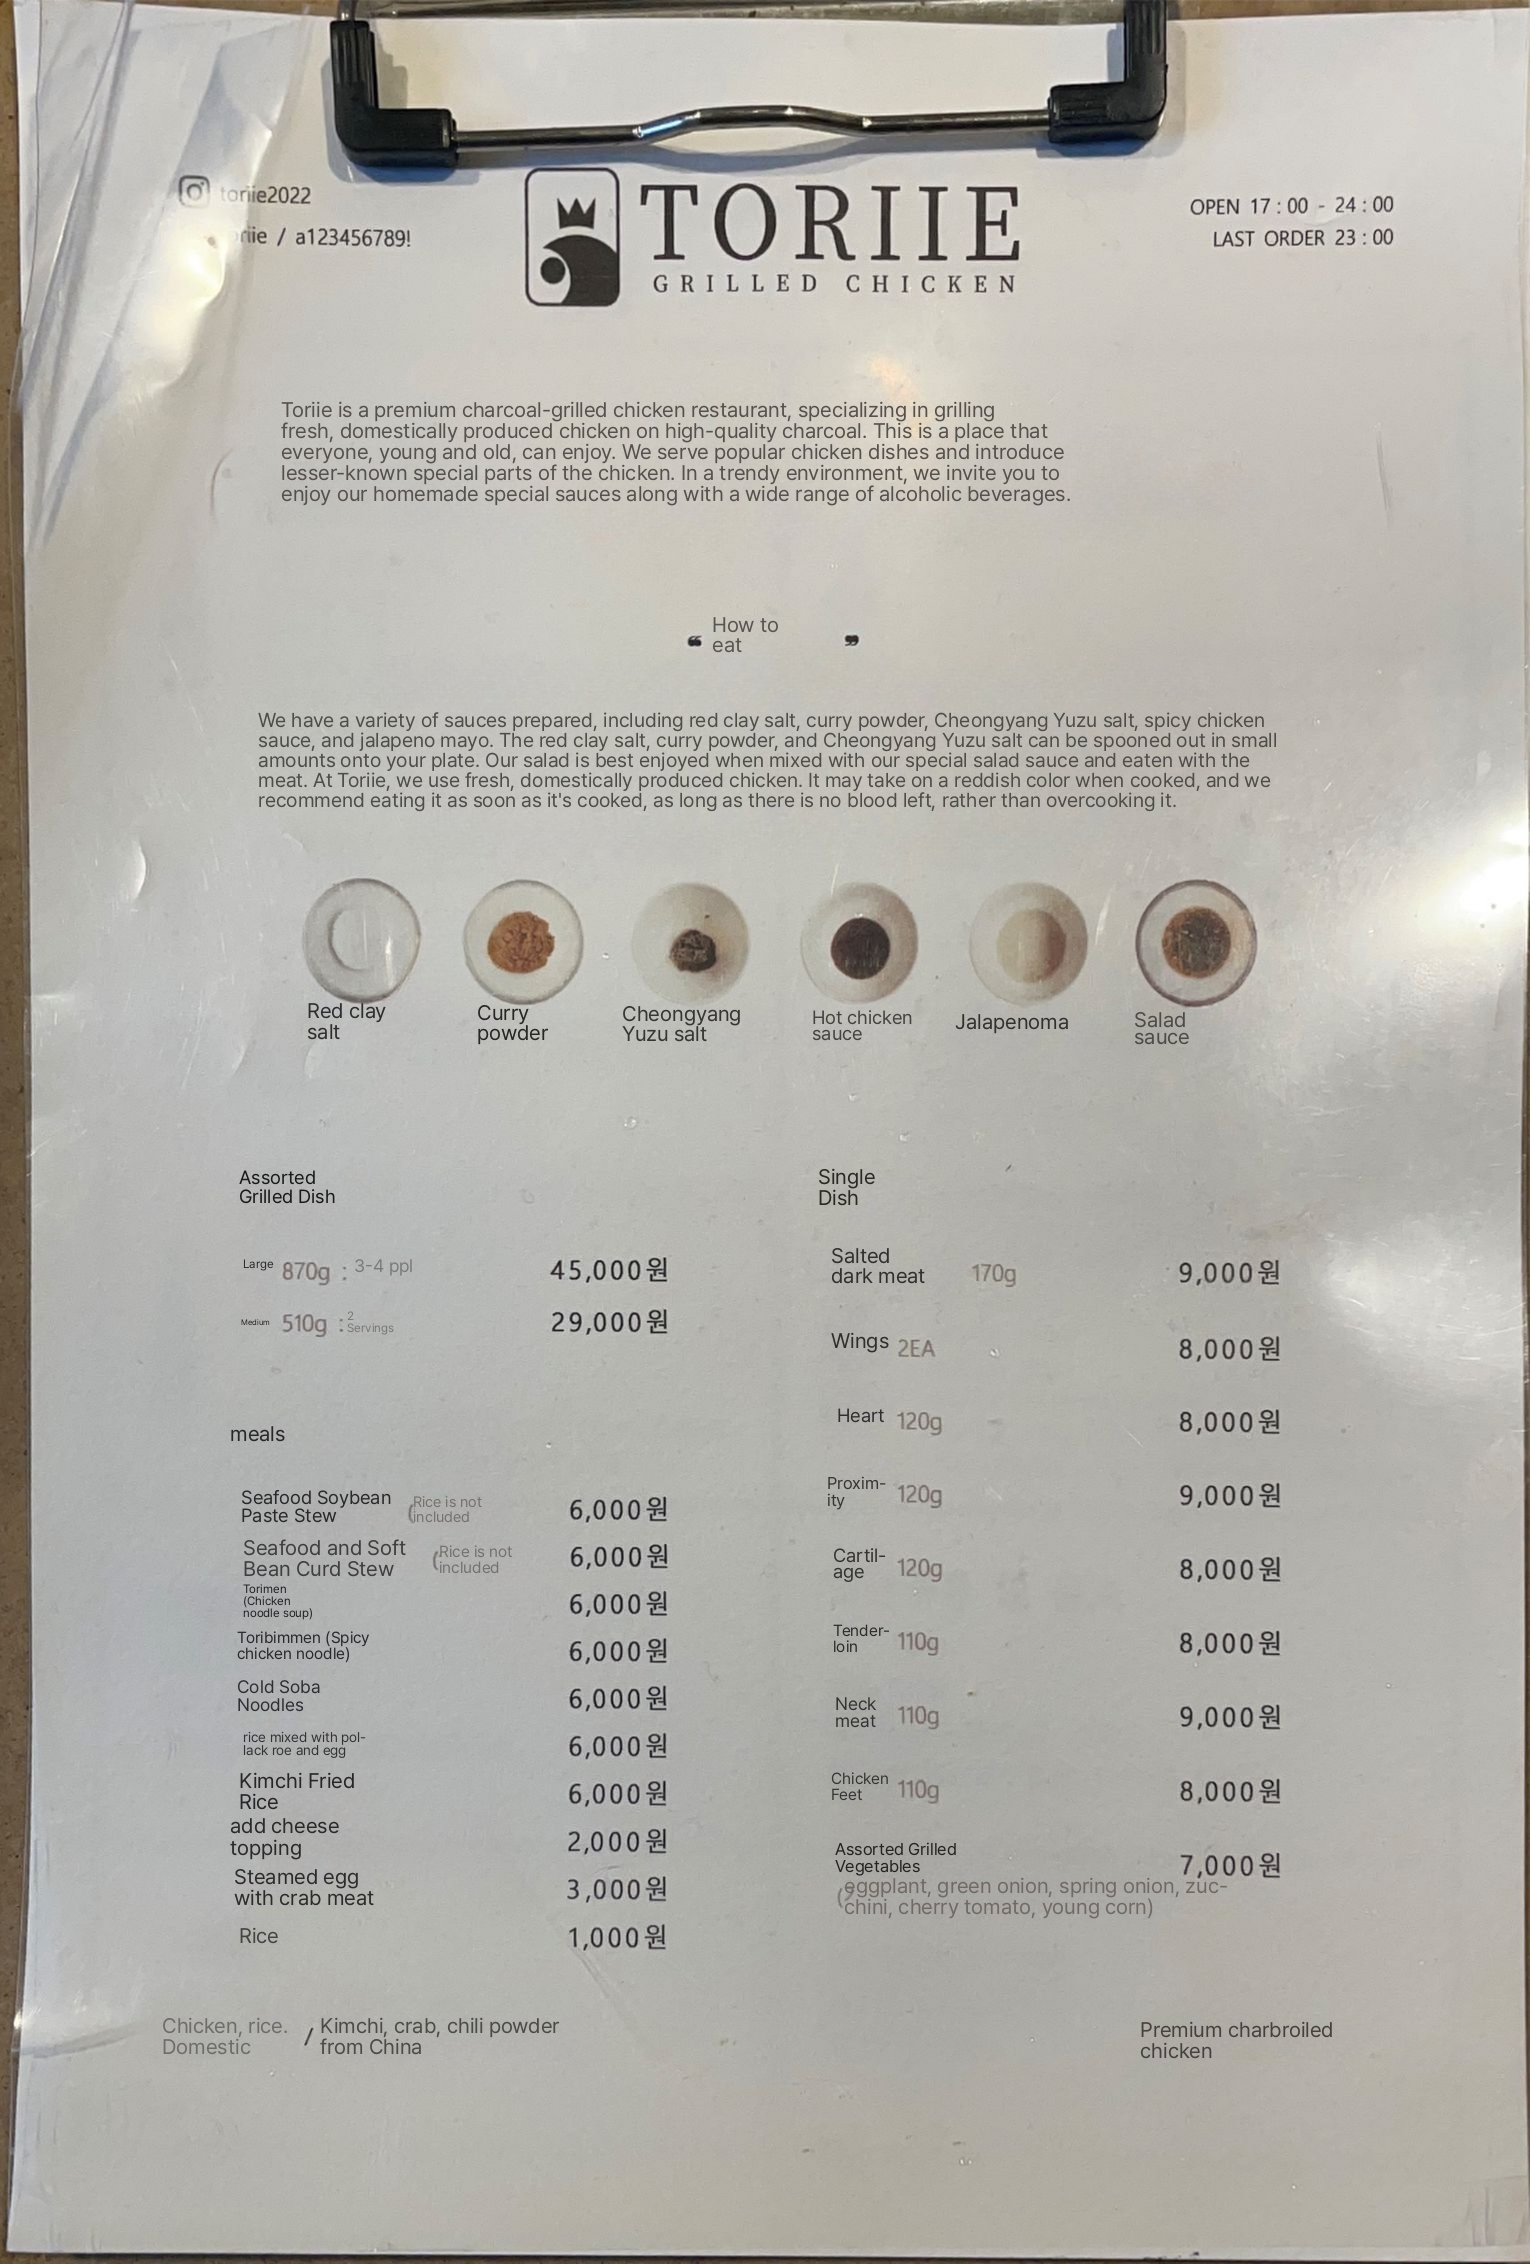 toriie2022
riie / a123456789!
TORIIE
GRILLED CHICKEN
OPEN 17 : 00 - 24 : 00
LAST ORDER 23 : 00
Toriie is a premium charcoal-grilled chicken restaurant, specializing in grilling
fresh, domestically produced chicken on high-quality charcoal. This is a place that
everyone, young and old, can enjoy. We serve popular chicken dishes and introduce
lesser-known special parts of the chicken. In a trendy environment, we invite you to
enjoy our homemade special sauces along with a wide range of alcoholic beverages.
“ How to
eat ”
We have a variety of sauces prepared, including red clay salt, curry powder, Cheongyang Yuzu salt, spicy chicken
sauce, and jalapeno mayo. The red clay salt, curry powder, and Cheongyang Yuzu salt can be spooned out in small
amounts onto your plate. Our salad is best enjoyed when mixed with our special salad sauce and eaten with the
meat. At Toriie, we use fresh, domestically produced chicken. It may take on a reddish color when cooked, and we
recommend eating it as soon as it's cooked, as long as there is no blood left, rather than overcooking it.
Red clay
salt
Curry
powder
Cheongyang
Yuzu salt
Hot chicken
sauce
Jalapenoma
Salad
sauce
Assorted
Grilled Dish
Large 870g : 3-4 ppl 45,000원
Medium 510g : 2
Servings 29,000원
meals
Seafood Soybean
Paste Stew (Rice is not
included 6,000원
Seafood and Soft
Bean Curd Stew (Rice is not
included 6,000원
Torimen
(Chicken
noodle soup) 6,000원
Toribimmen (Spicy
chicken noodle) 6,000원
Cold Soba
Noodles 6,000원
rice mixed with pol-
lack roe and egg 6,000원
Kimchi Fried
Rice 6,000원
add cheese
topping 2,000원
Steamed egg
with crab meat 3,000원
Rice 1,000원
Single
Dish
Salted
dark meat 170g 9,000원
Wings 2EA 8,000원
Heart 120g 8,000원
Proxim-
ity 120g 9,000원
Cartil-
age 120g 8,000원
Tender-
loin 110g 8,000원
Neck
meat 110g 9,000원
Chicken
Feet 110g 8,000원
Assorted Grilled
Vegetables 7,000원
(eggplant, green onion, spring onion, zuc-
chini, cherry tomato, young corn)
Chicken, rice.
Domestic / Kimchi, crab, chili powder
from China
Premium charbroiled
chicken